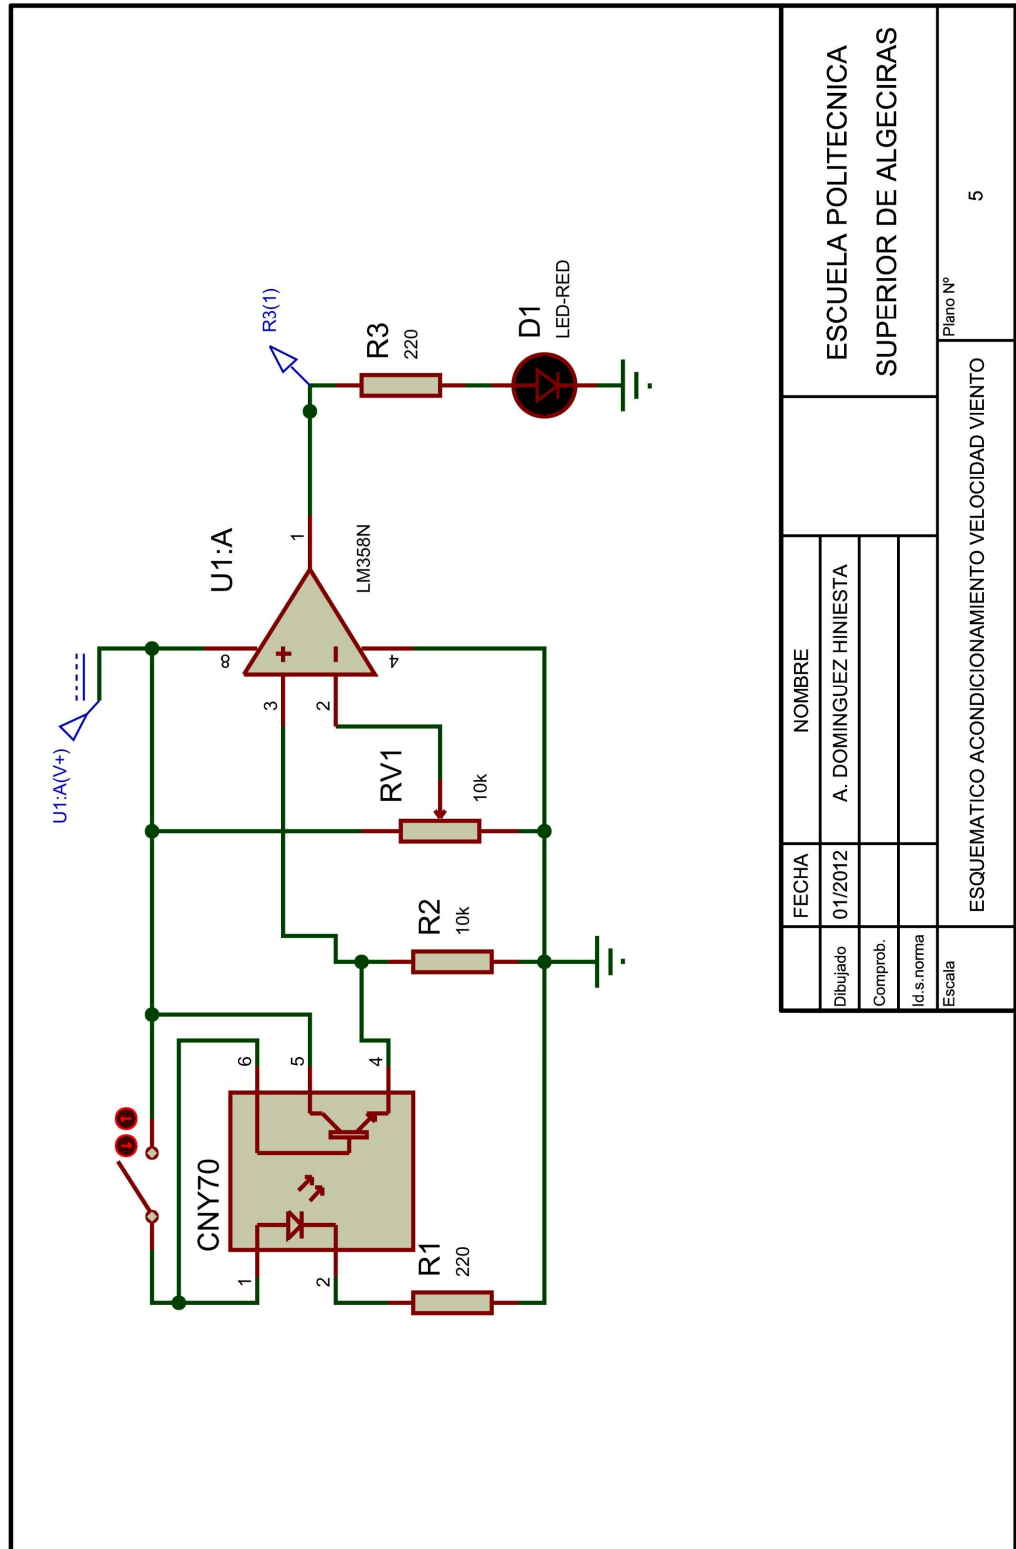 U1:A(V+)
R3(1)
U1:A
LM358N
8
1
3
2
4
RV1
10k
R2
10k
CNY70
1
2
6
5
4
R1
220
R3
220
D1
LED-RED
FECHA
NOMBRE
Dibujado
01/2012
A. DOMINGUEZ HINIESTA
Comprob.
Id.s.norma
ESCUELA POLITECNICA
SUPERIOR DE ALGECIRAS
Escala
ESQUEMATICO ACONDICIONAMIENTO VELOCIDAD VIENTO
Plano Nº
5